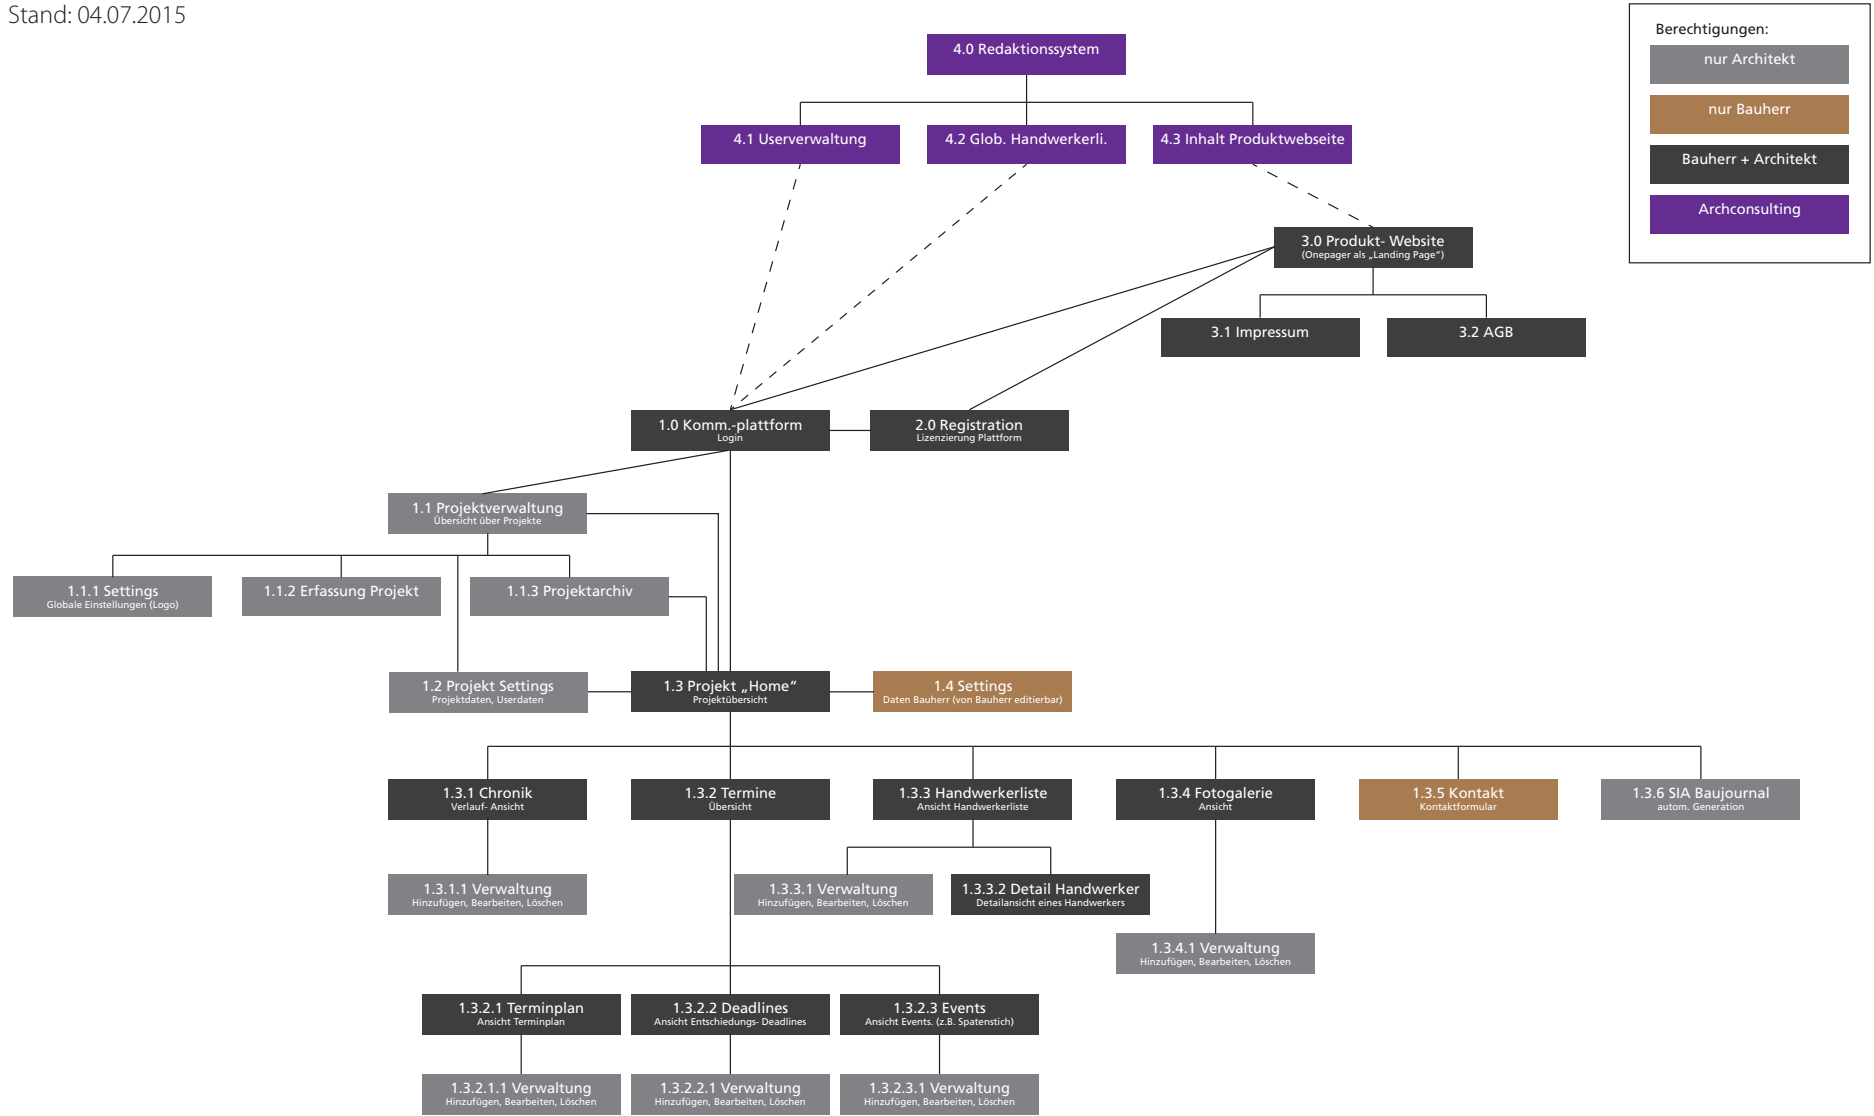 Stand: 04.07.2015
Berechtigungen:
nur Architekt
nur Bauherr
Bauherr + Architekt
Archconsulting
4.0 Redaktionssystem
4.1 Userverwaltung
4.2 Glob. Handwerkerli.
4.3 Inhalt Produktwebseite
3.0 Produkt- Website
(Onepager als „Landing Page“)
3.1 Impressum
3.2 AGB
1.0 Komm.-plattform
Login
2.0 Registration
Lizenzierung Plattform
1.1 Projektverwaltung
Übersicht über Projekte
1.1.1 Settings
Globale Einstellungen (Logo)
1.1.2 Erfassung Projekt
1.1.3 Projektarchiv
1.2 Projekt Settings
Projektdaten, Userdaten
1.3 Projekt „Home“
Projektübersicht
1.4 Settings
Daten Bauherr (von Bauherr editierbar)
1.3.1 Chronik
Verlauf- Ansicht
1.3.2 Termine
Übersicht
1.3.3 Handwerkerliste
Ansicht Handwerkerliste
1.3.4 Fotogalerie
Ansicht
1.3.5 Kontakt
Kontaktformular
1.3.6 SIA Baujournal
autom. Generation
1.3.1.1 Verwaltung
Hinzufügen, Bearbeiten, Löschen
1.3.3.1 Verwaltung
Hinzufügen, Bearbeiten, Löschen
1.3.3.2 Detail Handwerker
Detailansicht eines Handwerkers
1.3.4.1 Verwaltung
Hinzufügen, Bearbeiten, Löschen
1.3.2.1 Terminplan
Ansicht Terminplan
1.3.2.2 Deadlines
Ansicht Entschiedungs- Deadlines
1.3.2.3 Events
Ansicht Events. (z.B. Spatenstich)
1.3.2.1.1 Verwaltung
Hinzufügen, Bearbeiten, Löschen
1.3.2.2.1 Verwaltung
Hinzufügen, Bearbeiten, Löschen
1.3.2.3.1 Verwaltung
Hinzufügen, Bearbeiten, Löschen